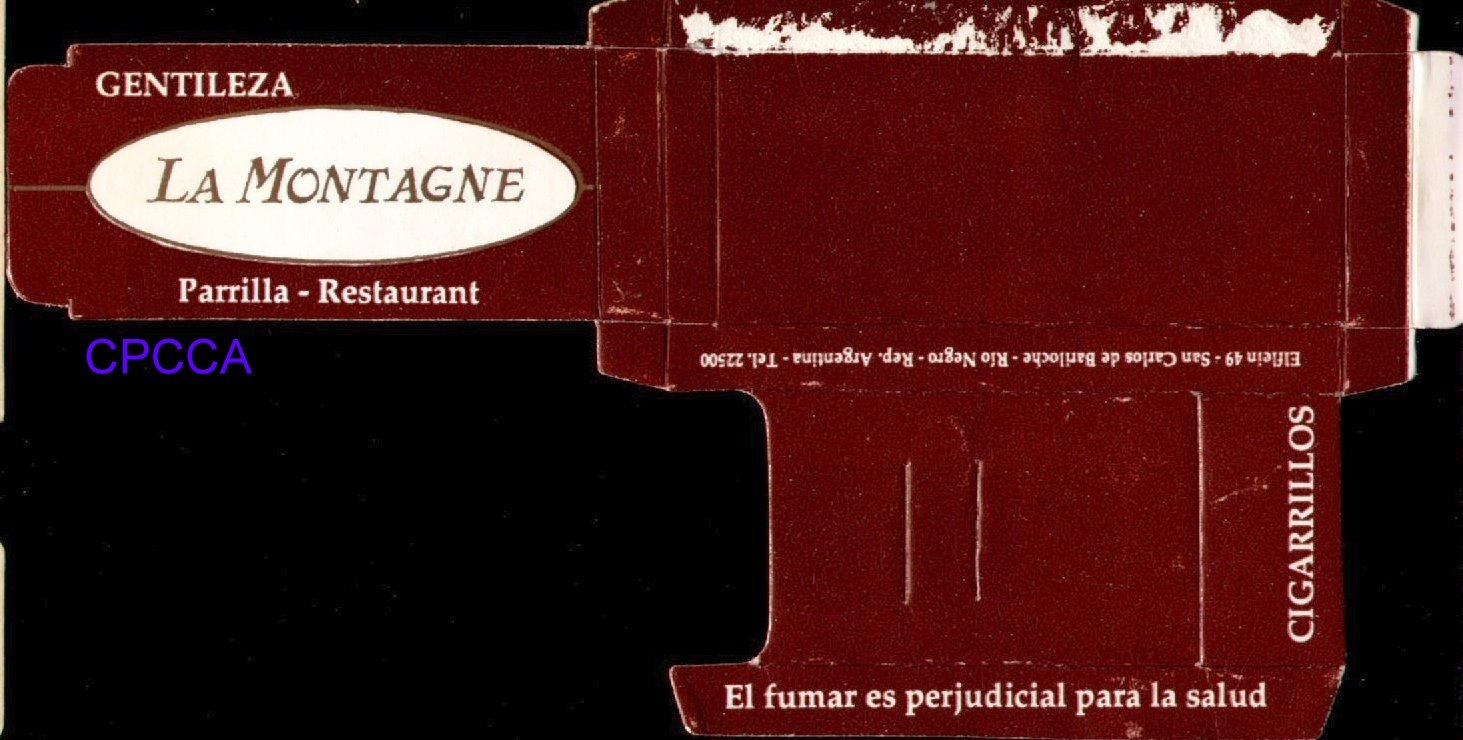 GENTILEZA
LA MONTAGNE
Parrilla - Restaurant
CPCCA
Elflein 49 - San Carlos de Bariloche - Río Negro - Rep. Argentina - Tel. 22500
CIGARRILLOS
El fumar es perjudicial para la salud